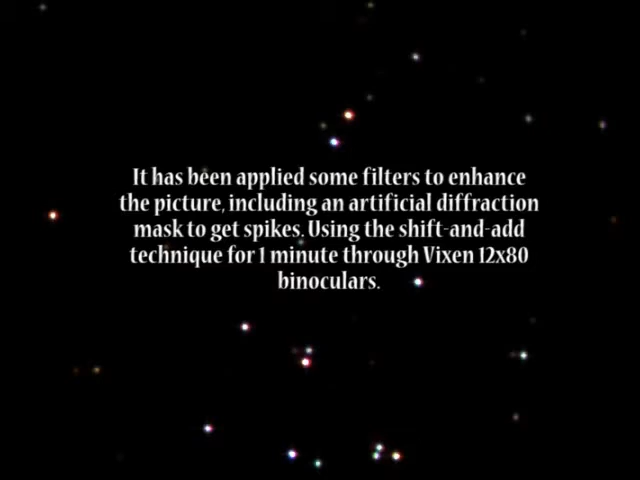 It has been applied some filters to enhance
the picture, including an artificial diffraction
mask to get spikes. Using the shift-and-add
technique for 1 minute through Vixen 12x80
binoculars.